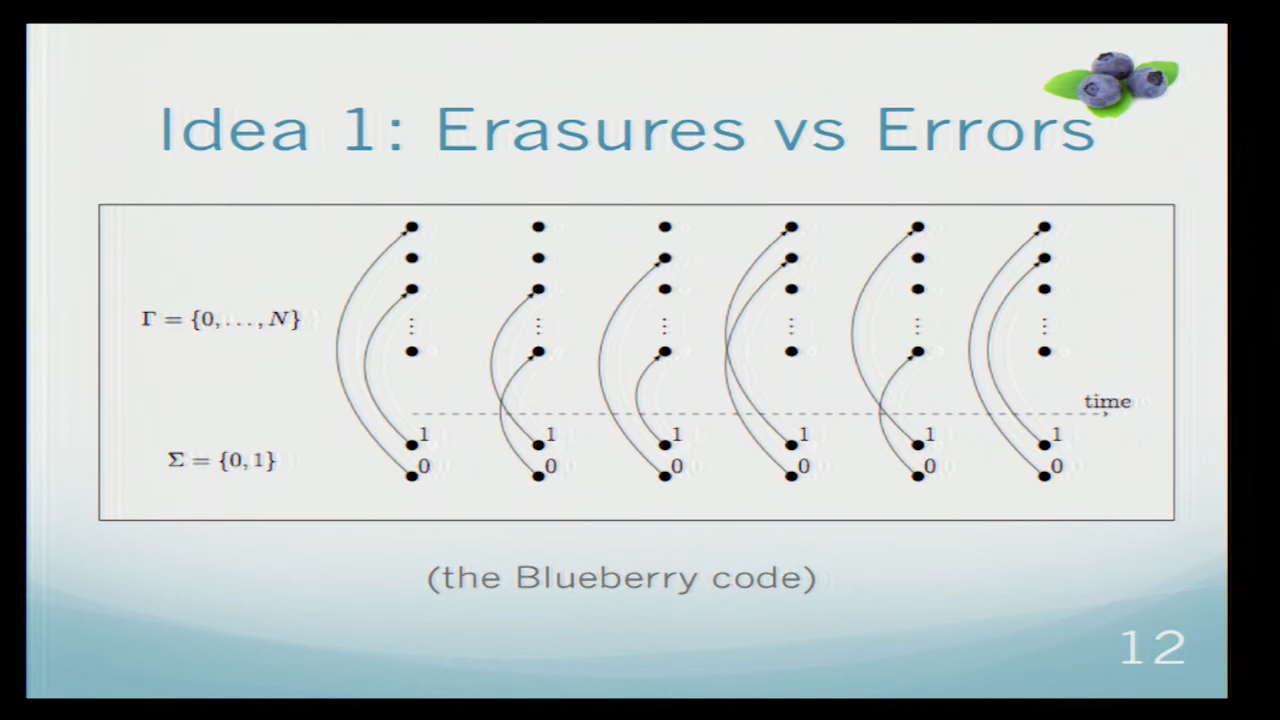 Idea 1: Erasures vs Errors
Γ = {0, . . . , N}
time
1 1 1 1 1 1
Σ = {0, 1}
0 0 0 0 0 0
(the Blueberry code)
12